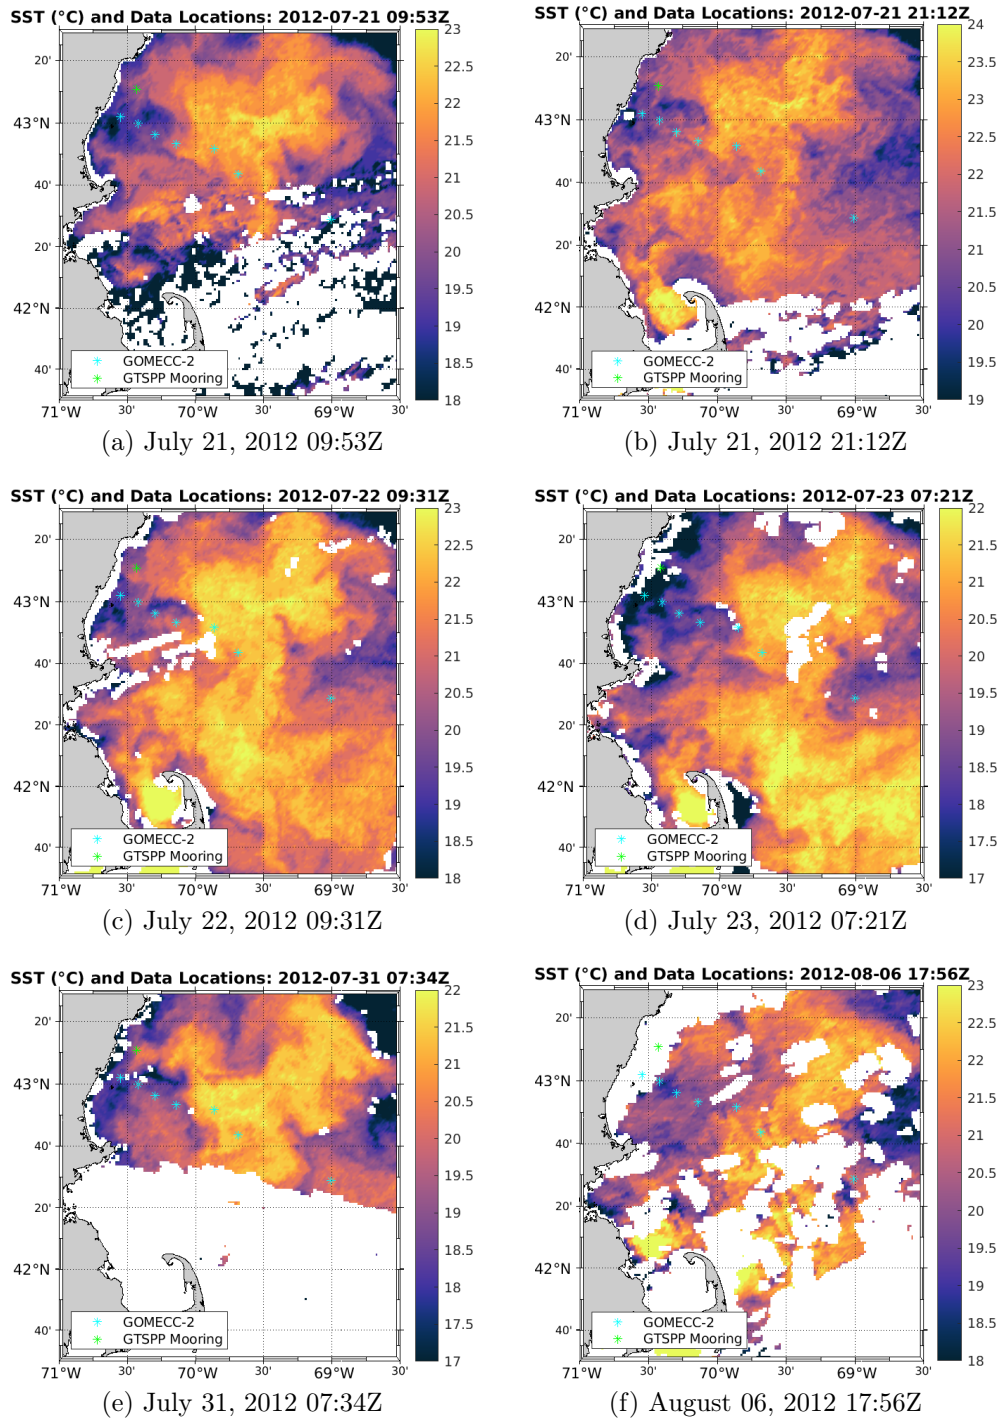 SST (°C) and Data Locations: 2012-07-21 09:53Z
23
22.5
22
21.5
21
20.5
20
19.5
19
18.5
18
20'
43°N
40'
20'
42°N
40'
71°W
30'
70°W
30'
69°W
30'
GOMECC-2
GTSPP Mooring
(a) July 21, 2012 09:53Z
SST (°C) and Data Locations: 2012-07-21 21:12Z
24
23.5
23
22.5
22
21.5
21
20.5
20
19.5
19
20'
43°N
40'
20'
42°N
40'
71°W
30'
70°W
30'
69°W
30'
GOMECC-2
GTSPP Mooring
(b) July 21, 2012 21:12Z
SST (°C) and Data Locations: 2012-07-22 09:31Z
23
22.5
22
21.5
21
20.5
20
19.5
19
18.5
18
20'
43°N
40'
20'
42°N
40'
71°W
30'
70°W
30'
69°W
30'
GOMECC-2
GTSPP Mooring
(c) July 22, 2012 09:31Z
SST (°C) and Data Locations: 2012-07-23 07:21Z
22
21.5
21
20.5
20
19.5
19
18.5
18
17.5
17
20'
43°N
40'
20'
42°N
40'
71°W
30'
70°W
30'
69°W
30'
GOMECC-2
GTSPP Mooring
(d) July 23, 2012 07:21Z
SST (°C) and Data Locations: 2012-07-31 07:34Z
22
21.5
21
20.5
20
19.5
19
18.5
18
17.5
17
20'
43°N
40'
20'
42°N
40'
71°W
30'
70°W
30'
69°W
30'
GOMECC-2
GTSPP Mooring
(e) July 31, 2012 07:34Z
SST (°C) and Data Locations: 2012-08-06 17:56Z
23
22.5
22
21.5
21
20.5
20
19.5
19
18.5
18
20'
43°N
40'
20'
42°N
40'
71°W
30'
70°W
30'
69°W
30'
GOMECC-2
GTSPP Mooring
(f) August 06, 2012 17:56Z